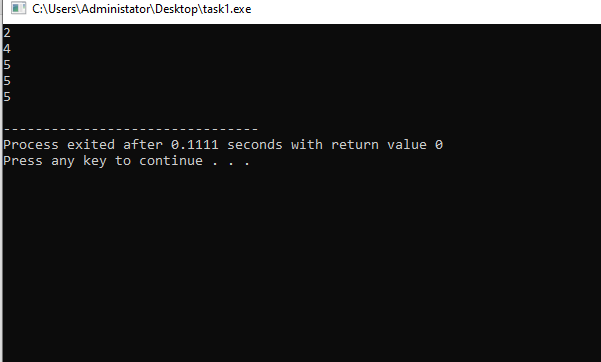 C:\Users\Administator\Desktop\task1.exe
2
4
5
5
5
--------------------------------
Process exited after 0.1111 seconds with return value 0
Press any key to continue . . .